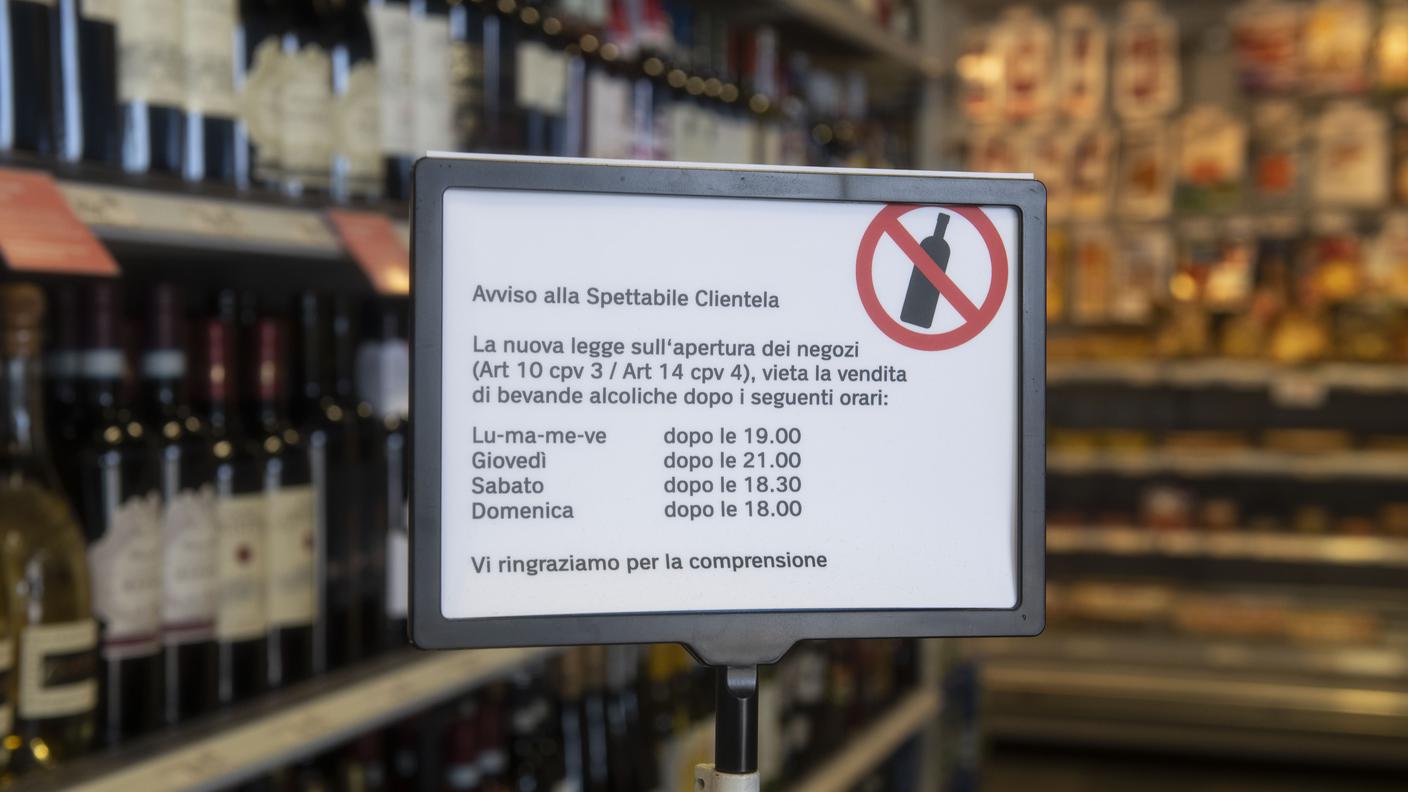 Avviso alla Spettabile Clientela
La nuova legge sull‘apertura dei negozi
(Art 10 cpv 3 / Art 14 cpv 4), vieta la vendita
di bevande alcoliche dopo i seguenti orari:
Lu-ma-me-ve dopo le 19.00
Giovedì dopo le 21.00
Sabato dopo le 18.30
Domenica dopo le 18.00
Vi ringraziamo per la comprensione